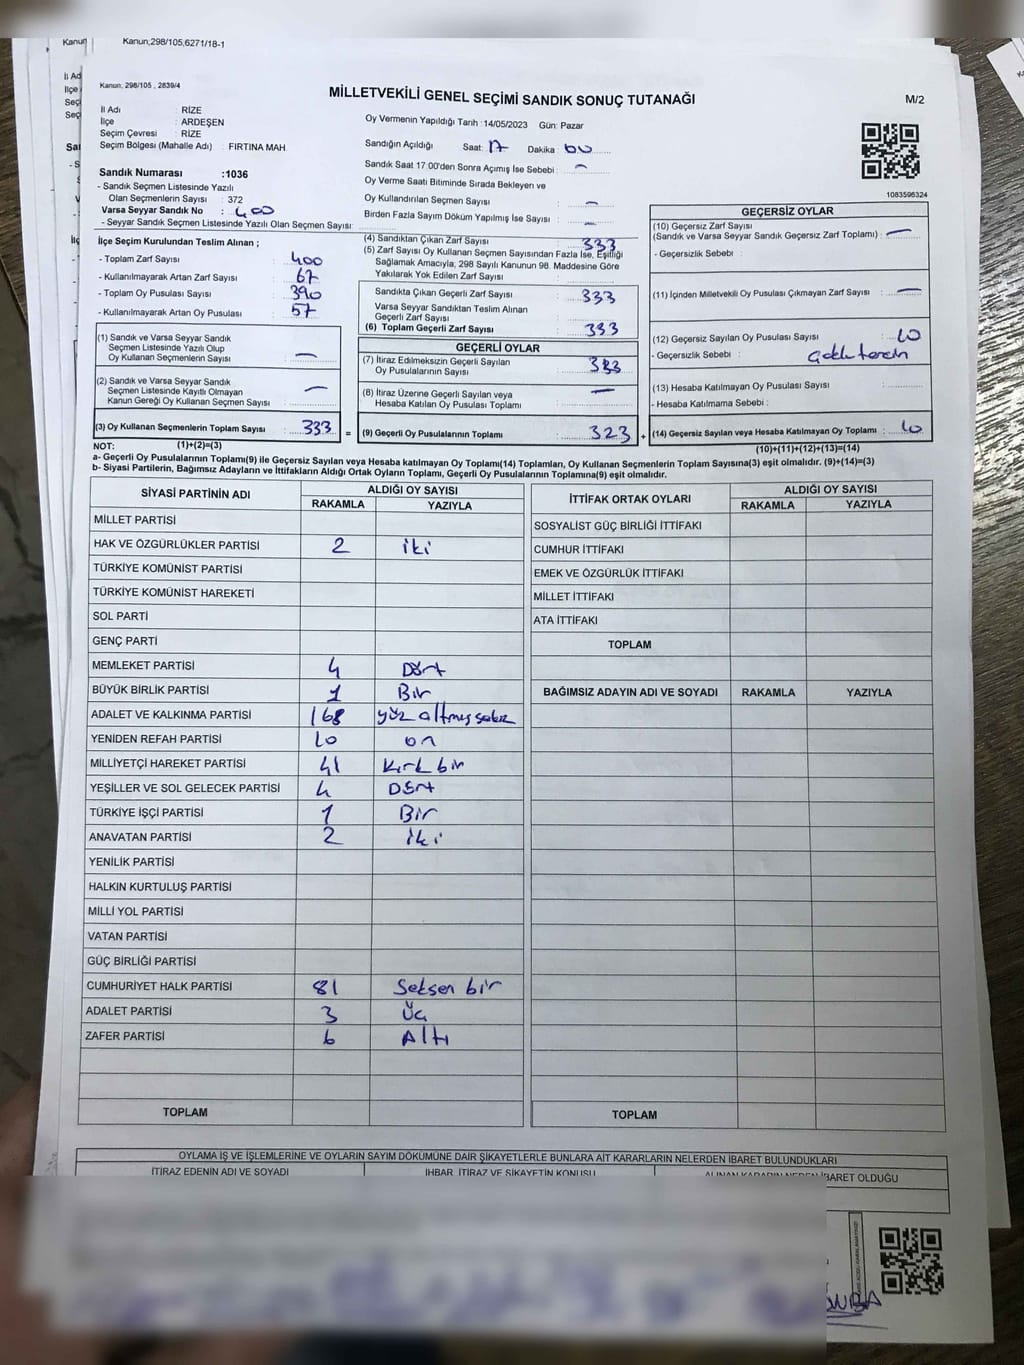 Kanun;298/105,6271/18-1
Kanun; 298/105 , 2839/4
MİLLETVEKİLİ GENEL SEÇİMİ SANDIK SONUÇ TUTANAĞI
M/2
İl Adı : RİZE
İlçe : ARDEŞEN
Seçim Çevresi : RİZE
Seçim Bölgesi (Mahalle Adı) : FIRTINA MAH.
Oy Vermenin Yapıldığı Tarih :14/05/2023 Gün: Pazar
Sandığın Açıldığı Saat: 17 Dakika: 00
Sandık Saat 17:00'den Sonra Açımış İse Sebebi : —
Oy Verme Saati Bitiminde Sırada Bekleyen ve
Oy Kullandırılan Seçmen Sayısı : —
Birden Fazla Sayım Döküm Yapılmış İse Sayısı : —
1083596324
Sandık Numarası :1036
- Sandık Seçmen Listesinde Yazılı
Olan Seçmenlerin Sayısı : 372
Varsa Seyyar Sandık No : 400
- Seyyar Sandık Seçmen Listesinde Yazılı Olan Seçmen Sayısı:
İlçe Seçim Kurulundan Teslim Alınan ;
- Toplam Zarf Sayısı : 400
- Kullanılmayarak Artan Zarf Sayısı : 67
- Toplam Oy Pusulası Sayısı : 390
- Kullanılmayarak Artan Oy Pusulası : 57
(1) Sandık ve Varsa Seyyar Sandık
Seçmen Listesinde Yazılı Olup
Oy Kullanan Seçmenlerin Sayısı : —
(2) Sandık ve Varsa Seyyar Sandık
Seçmen Listesinde Kayıtlı Olmayan
Kanun Gereği Oy Kullanan Seçmen Sayısı : —
(3) Oy Kullanan Seçmenlerin Toplam Sayısı : 333
(4) Sandıktan Çıkan Zarf Sayısı : 333
(5) Zarf Sayısı Oy Kullanan Seçmen Sayısından Fazla İse, Eşitliği
Sağlamak Amacıyla, 298 Sayılı Kanunun 98. Maddesine Göre
Yakılarak Yok Edilen Zarf Sayısı :
Sandıkta Çıkan Geçerli Zarf Sayısı : 333
Varsa Seyyar Sandıktan Teslim Alınan
Geçerli Zarf Sayısı :
(6) Toplam Geçerli Zarf Sayısı : 333
GEÇERLİ OYLAR
(7) İtiraz Edilmeksizin Geçerli Sayılan
Oy Pusulalarının Sayısı : 333
(8) İtiraz Üzerine Geçerli Sayılan veya
Hesaba Katılan Oy Pusulası Toplamı : —
= (9) Geçerli Oy Pusulalarının Toplamı : 323 +
GEÇERSİZ OYLAR
(10) Geçersiz Zarf Sayısı
(Sandık ve Varsa Seyyar Sandık Geçersiz Zarf Toplamı) : —
- Geçersizlik Sebebi :
(11) İçinden Milletvekili Oy Pusulası Çıkmayan Zarf Sayısı : —
(12) Geçersiz Sayılan Oy Pusulası Sayısı : 10
- Geçersizlik Sebebi :
(13) Hesaba Katılmayan Oy Pusulası Sayısı :
- Hesaba Katılmama Sebebi :
(14) Geçersiz Sayılan veya Hesaba Katılmayan Oy Toplamı : 10
NOT: (1)+(2)=(3)
(10)+(11)+(12)+(13)=(14)
a- Geçerli Oy Pusulalarının Toplamı(9) ile Geçersiz Sayılan veya Hesaba katılmayan Oy Toplamı(14) Toplamları, Oy Kullanan Seçmenlerin Toplam Sayısına(3) eşit olmalıdır. (9)+(14)=(3)
b- Siyasi Partilerin, Bağımsız Adayların ve İttifakların Aldığı Ortak Oyların Toplamı, Geçerli Oy Pusulalarının Toplamına(9) eşit olmalıdır.
SİYASİ PARTİNİN ADI ALDIĞI OY SAYISI
RAKAMLA YAZIYLA
MİLLET PARTİSİ
HAK VE ÖZGÜRLÜKLER PARTİSİ 2 iki
TÜRKİYE KOMÜNİST PARTİSİ
TÜRKİYE KOMÜNİST HAREKETİ
SOL PARTİ
GENÇ PARTİ
MEMLEKET PARTİSİ 4 Dört
BÜYÜK BİRLİK PARTİSİ 1 Bir
ADALET VE KALKINMA PARTİSİ 168 yüz altmış sekiz
YENİDEN REFAH PARTİSİ 10 on
MİLLİYETÇİ HAREKET PARTİSİ 41 Kırk bir
YEŞİLLER VE SOL GELECEK PARTİSİ 4 Dört
TÜRKİYE İŞÇİ PARTİSİ 1 Bir
ANAVATAN PARTİSİ 2 iki
YENİLİK PARTİSİ
HALKIN KURTULUŞ PARTİSİ
MİLLİ YOL PARTİSİ
VATAN PARTİSİ
GÜÇ BİRLİĞİ PARTİSİ
CUMHURİYET HALK PARTİSİ 81 Seksen bir
ADALET PARTİSİ 3 Üç
ZAFER PARTİSİ 6 Altı
TOPLAM
İTTİFAK ORTAK OYLARI ALDIĞI OY SAYISI
RAKAMLA YAZIYLA
SOSYALİST GÜÇ BİRLİĞİ İTTİFAKI
CUMHUR İTTİFAKI
EMEK VE ÖZGÜRLÜK İTTİFAKI
MİLLET İTTİFAKI
ATA İTTİFAKI
TOPLAM
BAĞIMSIZ ADAYIN ADI VE SOYADI RAKAMLA YAZIYLA
TOPLAM
OYLAMA İŞ VE İŞLEMLERİNE VE OYLARIN SAYIM DÖKÜMÜNE DAİR ŞİKAYETLERLE BUNLARA AİT KARARLARIN NELERDEN İBARET BULUNDUKLARI
İTİRAZ EDENİN ADI VE SOYADI İHBAR, İTİRAZ VE ŞİKAYETİN KONUSU ALINAN KARARIN NEDEN İBARET OLDUĞU